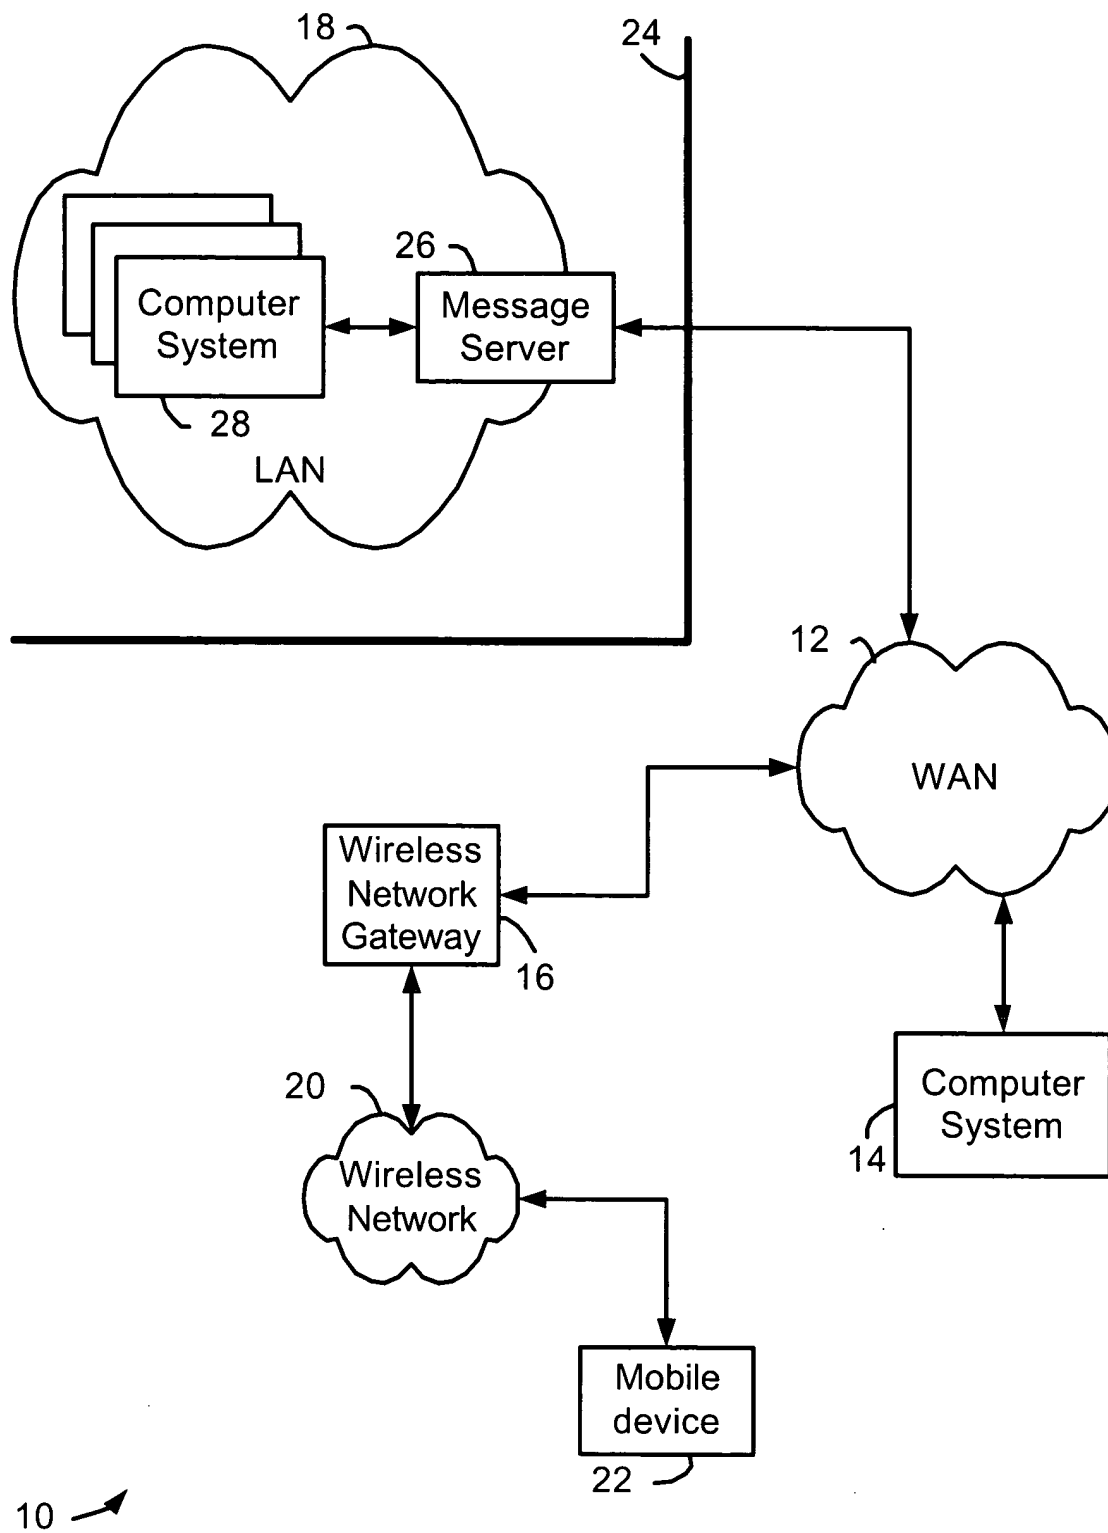 18
24
26
Computer
System
Message
Server
28
LAN
12
WAN
Wireless
Network
Gateway
16
20
Computer
System
14
Wireless
Network
Mobile
device
22
10